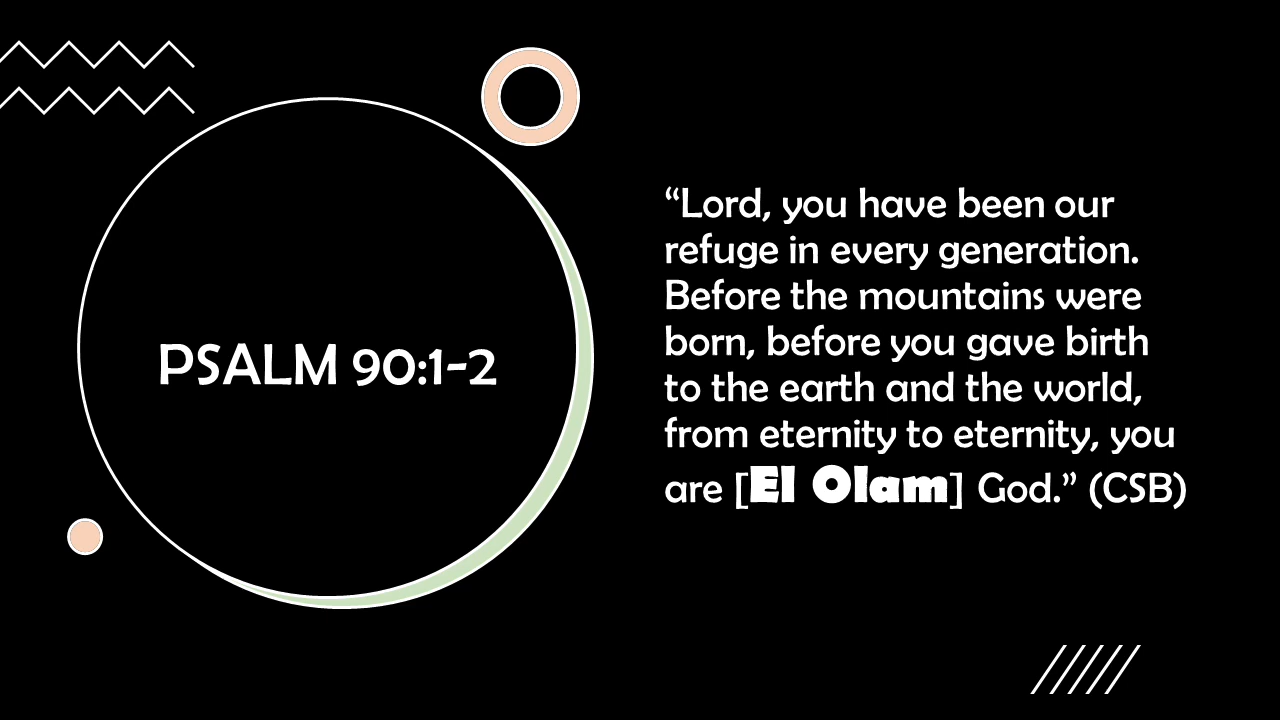 PSALM 90:1-2
“Lord, you have been our
refuge in every generation.
Before the mountains were
born, before you gave birth
to the earth and the world,
from eternity to eternity, you
are [El Olam] God.” (CSB)